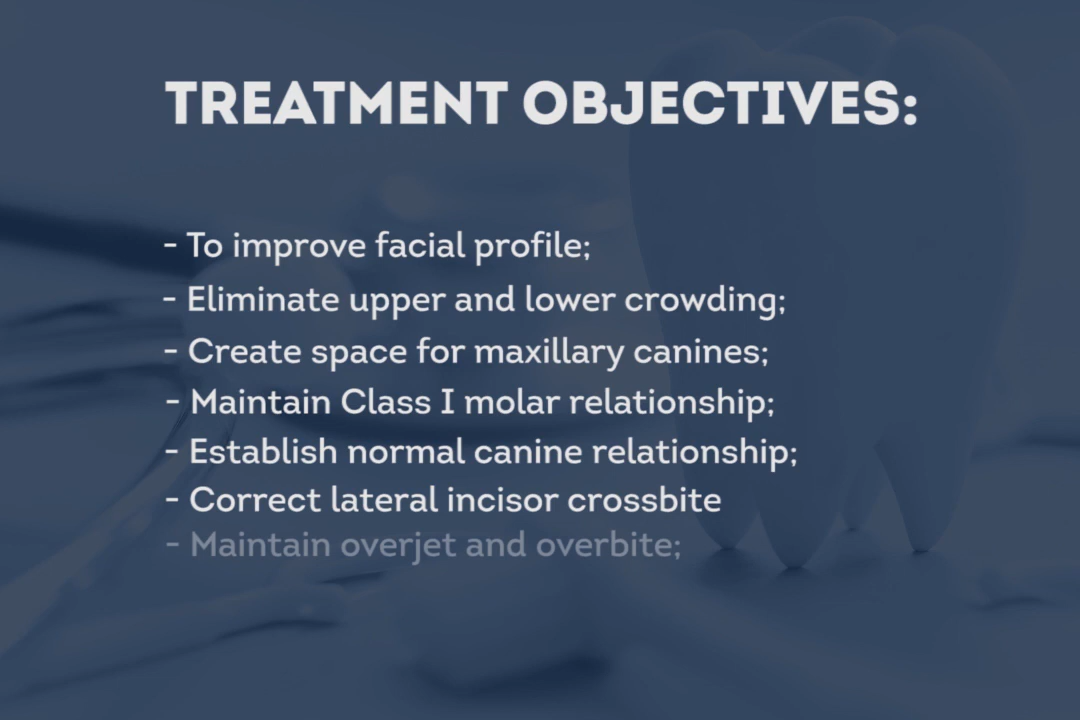 TREATMENT OBJECTIVES:
- To improve facial profile;
- Eliminate upper and lower crowding;
- Create space for maxillary canines;
- Maintain Class I molar relationship;
- Establish normal canine relationship;
- Correct lateral incisor crossbite
- Maintain overjet and overbite;